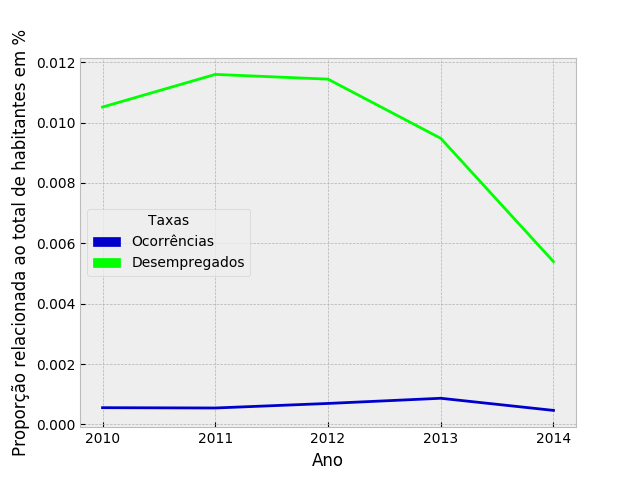 Proporção relacionada ao total de habitantes em %
0.012
0.010
0.008
0.006
0.004
0.002
0.000
Taxas
Ocorrências
Desempregados
2010 2011 2012 2013 2014
Ano